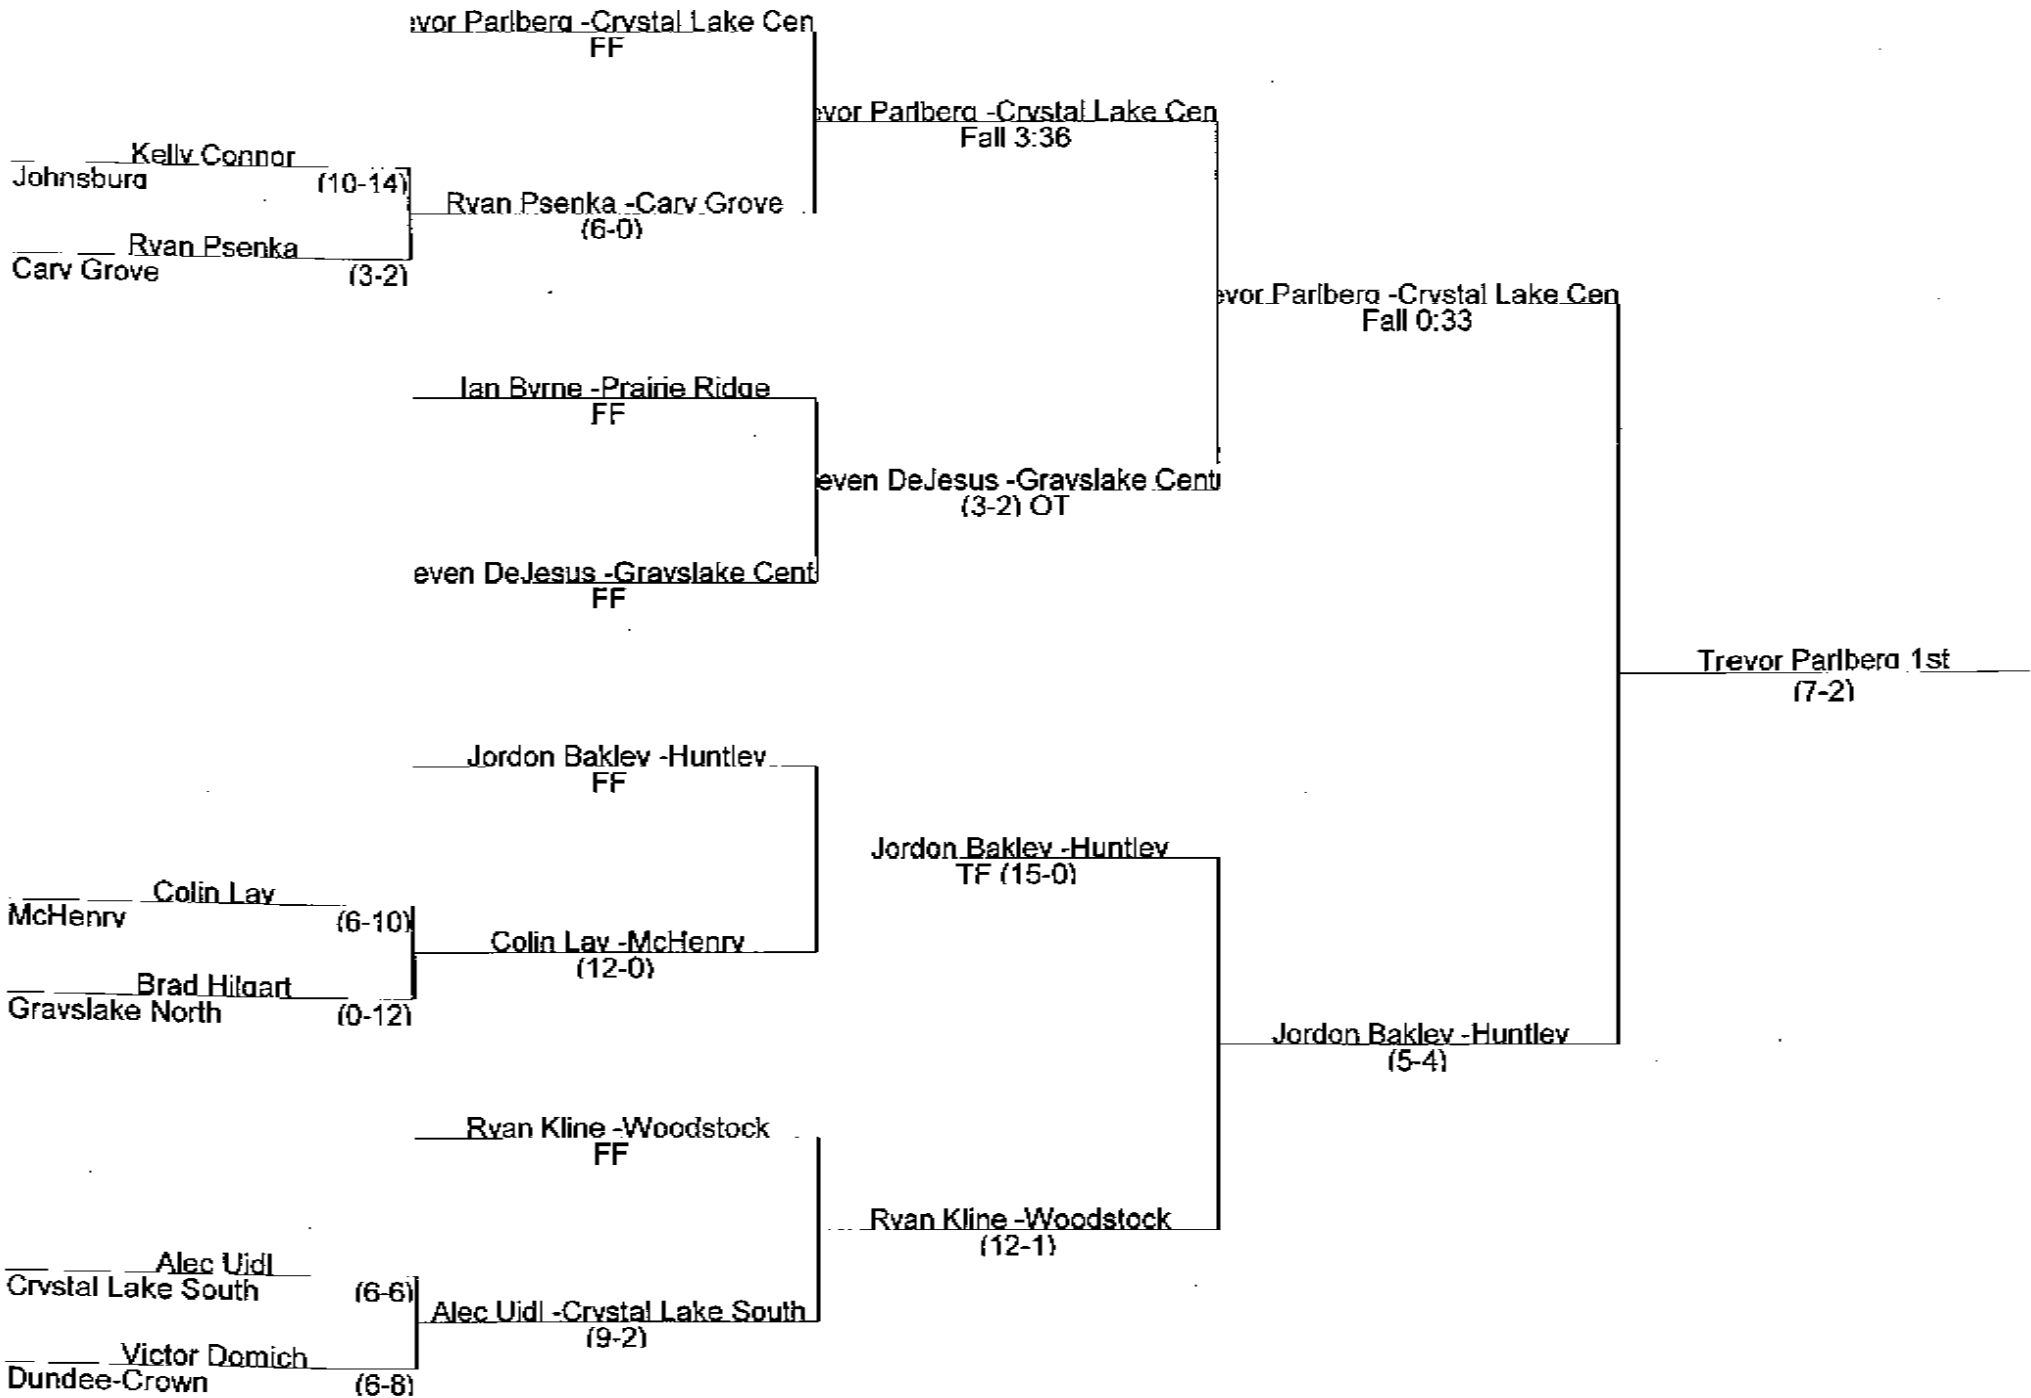 evor Parlberg -Crystal Lake Cen
FF
evor Parlberg -Crystal Lake Cen
Fall 3:36
Kelly Connor
Johnsburg (10-14)
Ryan Psenka -Cary Grove
(6-0)
Ryan Psenka
Cary Grove (3-2)
evor Parlberg -Crystal Lake Cen
Fall 0:33
Ian Byrne -Prairie Ridge
FF
even DeJesus -Grayslake Cent
(3-2) OT
even DeJesus -Grayslake Cent
FF
Trevor Parlberg 1st
(7-2)
Jordon Bakley -Huntley
FF
Jordon Bakley -Huntley
TF (15-0)
Colin Lay
McHenry (6-10)
Colin Lay -McHenry
(12-0)
Brad Hilgart
Grayslake North (0-12)
Jordon Bakley -Huntley
(5-4)
Ryan Kline -Woodstock
FF
Ryan Kline -Woodstock
(12-1)
Alec Uidl
Crystal Lake South (6-6)
Alec Uidl -Crystal Lake South
(9-2)
Victor Domich
Dundee-Crown (6-8)